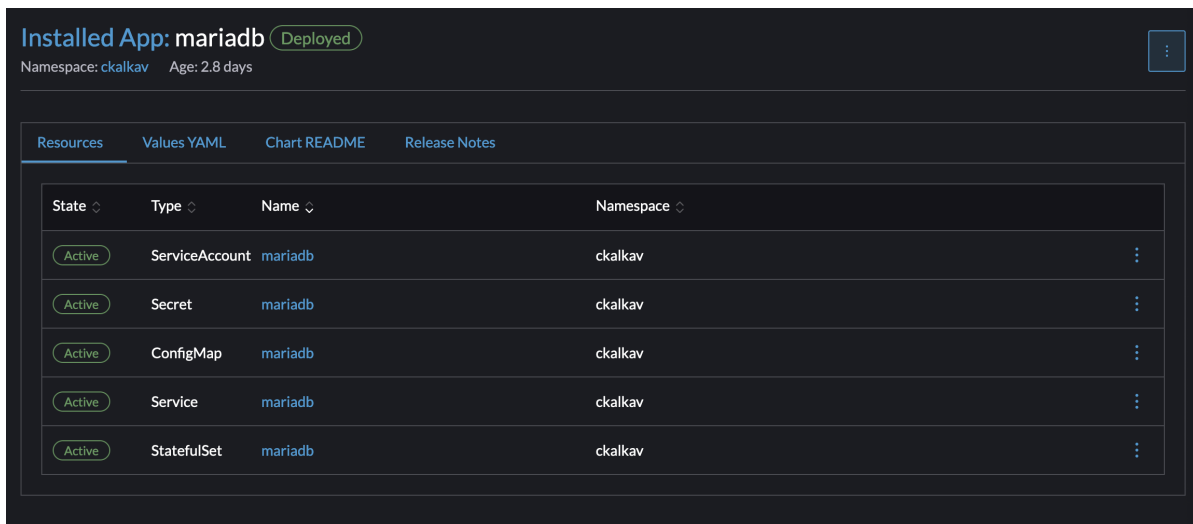 Installed App: mariadb Deployed
Namespace: ckalkav Age: 2.8 days
Resources Values YAML Chart README Release Notes
State Type Name Namespace
Active ServiceAccount mariadb ckalkav
Active Secret mariadb ckalkav
Active ConfigMap mariadb ckalkav
Active Service mariadb ckalkav
Active StatefulSet mariadb ckalkav